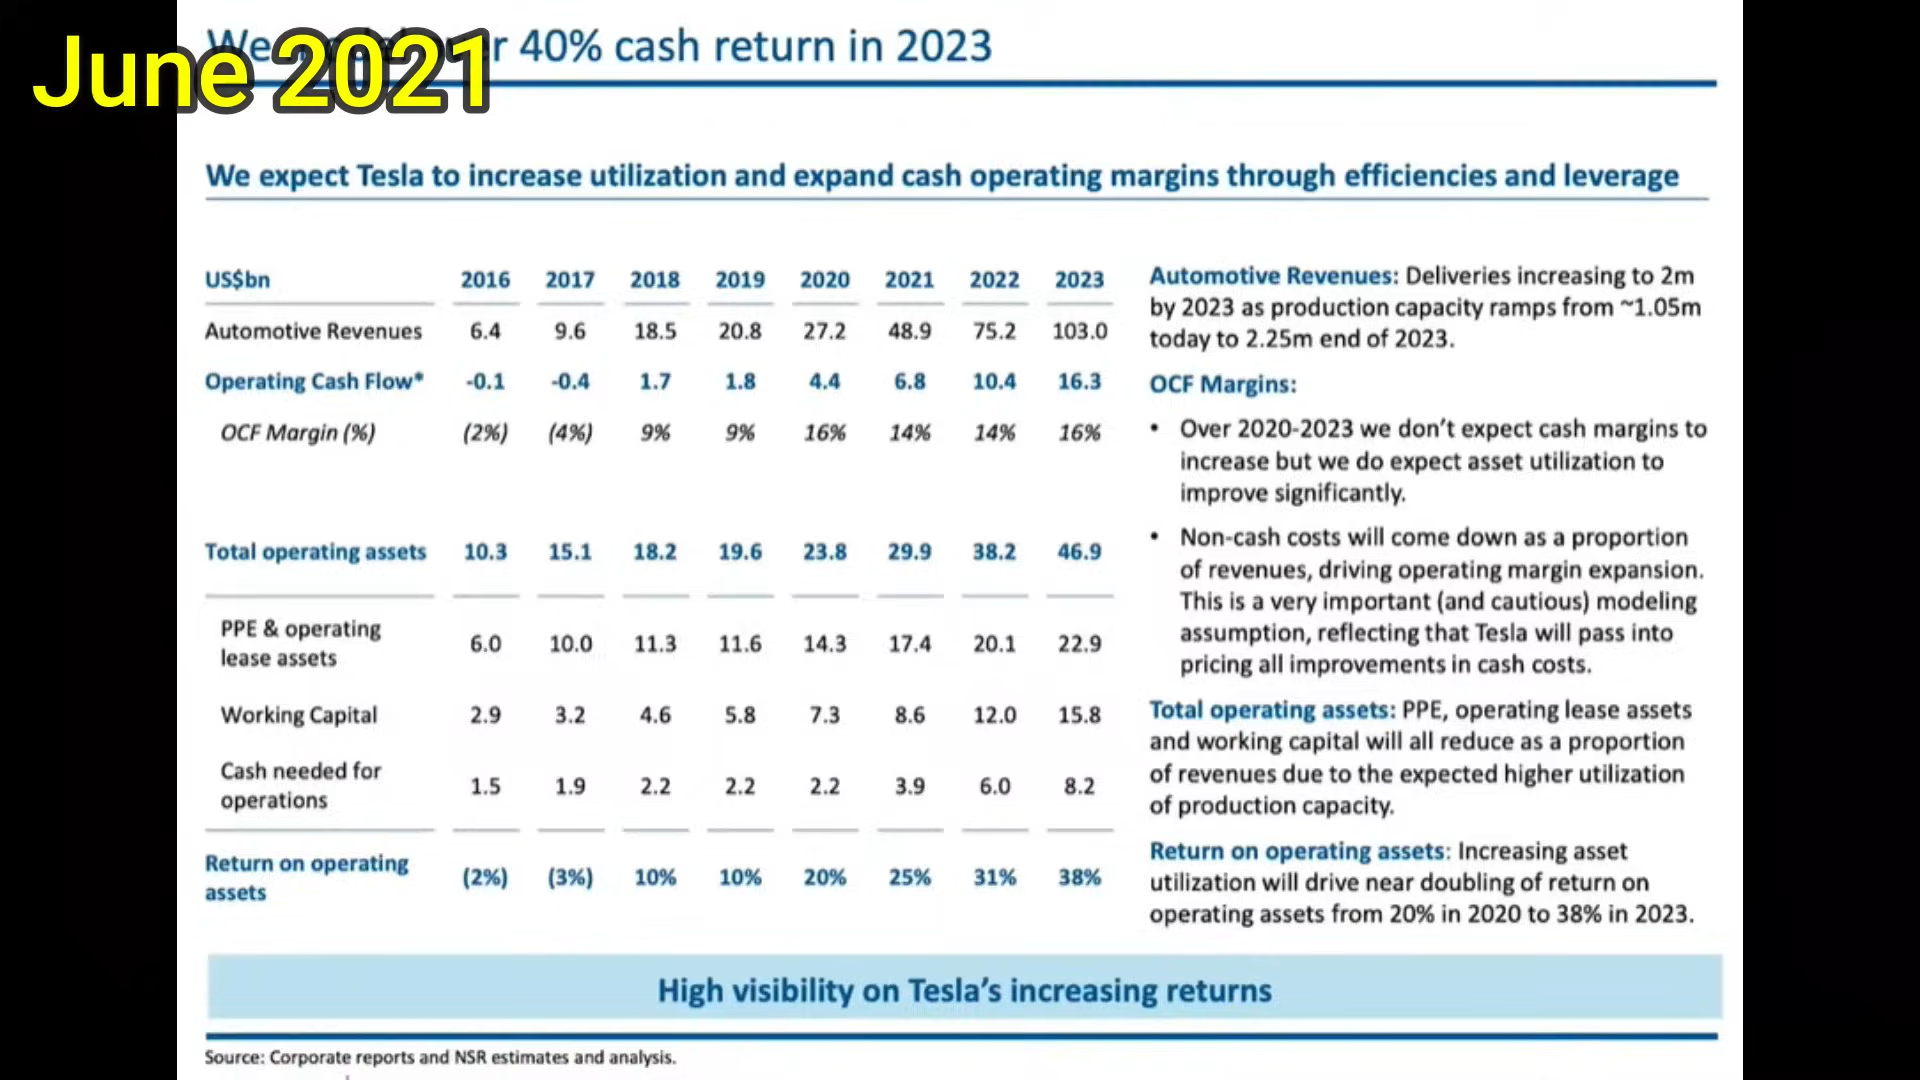 June 2021
We r 40% cash return in 2023
We expect Tesla to increase utilization and expand cash operating margins through efficiencies and leverage
US$bn 2016 2017 2018 2019 2020 2021 2022 2023
Automotive Revenues 6.4 9.6 18.5 20.8 27.2 48.9 75.2 103.0
Operating Cash Flow* -0.1 -0.4 1.7 1.8 4.4 6.8 10.4 16.3
OCF Margin (%) (2%) (4%) 9% 9% 16% 14% 14% 16%
Total operating assets 10.3 15.1 18.2 19.6 23.8 29.9 38.2 46.9
PPE & operating
lease assets 6.0 10.0 11.3 11.6 14.3 17.4 20.1 22.9
Working Capital 2.9 3.2 4.6 5.8 7.3 8.6 12.0 15.8
Cash needed for
operations 1.5 1.9 2.2 2.2 2.2 3.9 6.0 8.2
Return on operating
assets (2%) (3%) 10% 10% 20% 25% 31% 38%
Automotive Revenues: Deliveries increasing to 2m
by 2023 as production capacity ramps from ~1.05m
today to 2.25m end of 2023.
OCF Margins:
• Over 2020-2023 we don't expect cash margins to
increase but we do expect asset utilization to
improve significantly.
• Non-cash costs will come down as a proportion
of revenues, driving operating margin expansion.
This is a very important (and cautious) modeling
assumption, reflecting that Tesla will pass into
pricing all improvements in cash costs.
Total operating assets: PPE, operating lease assets
and working capital will all reduce as a proportion
of revenues due to the expected higher utilization
of production capacity.
Return on operating assets: Increasing asset
utilization will drive near doubling of return on
operating assets from 20% in 2020 to 38% in 2023.
High visibility on Tesla's increasing returns
Source: Corporate reports and NSR estimates and analysis.